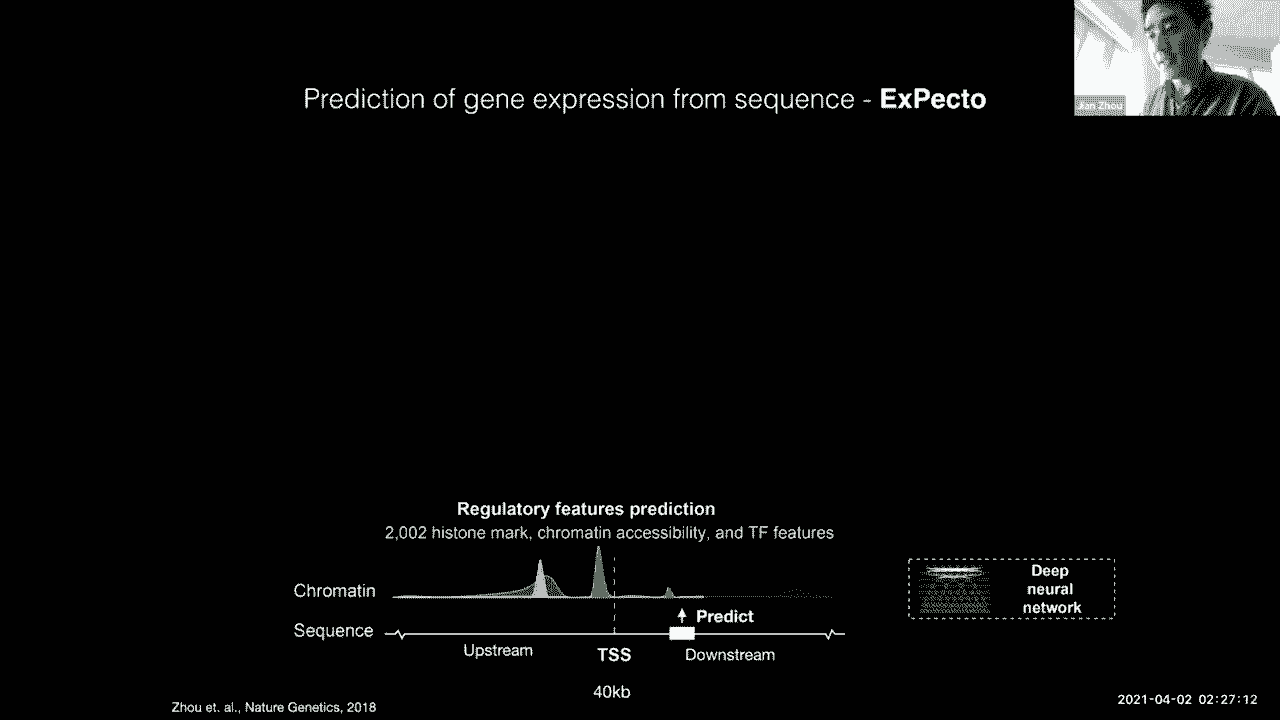 Prediction of gene expression from sequence - ExPecto
Jian Zhou
Regulatory features prediction
2,002 histone mark, chromatin accessibility, and TF features
Chromatin
Deep
neural
network
Predict
Sequence
Upstream
TSS
Downstream
40kb
Zhou et. al., Nature Genetics, 2018
2021-04-02 02:27:12